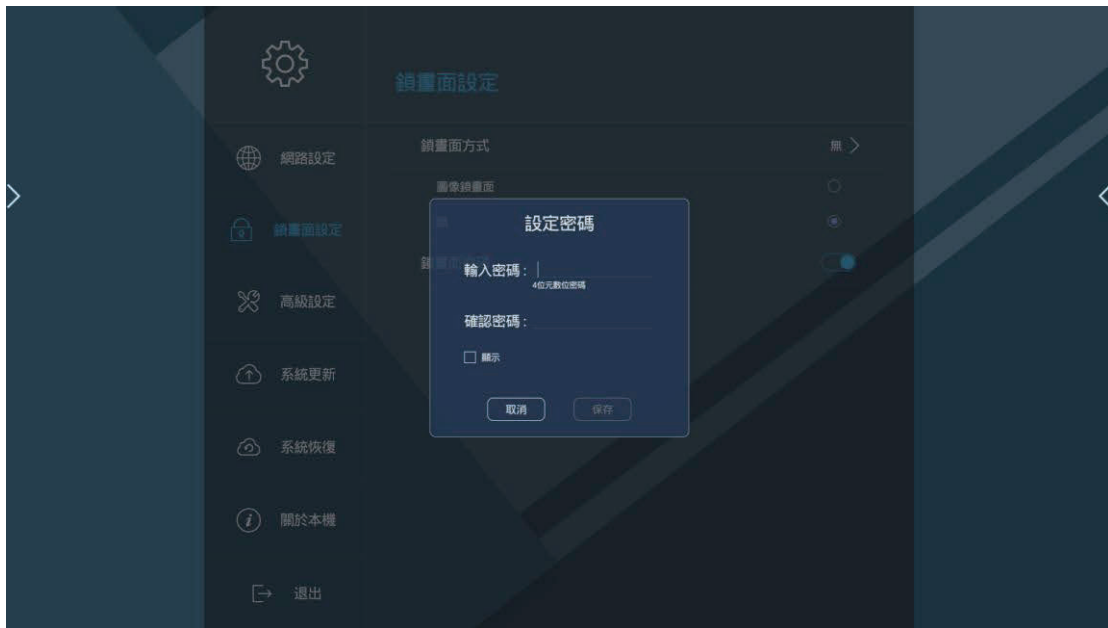 鎖畫面設定
網路設定
鎖畫面方式
無
圖像鎖畫面
鎖畫面設定
設定密碼
輸入密碼：
4位元數位密碼
高級設定
確認密碼：
顯示
系統更新
取消
保存
系統恢復
關於本機
退出